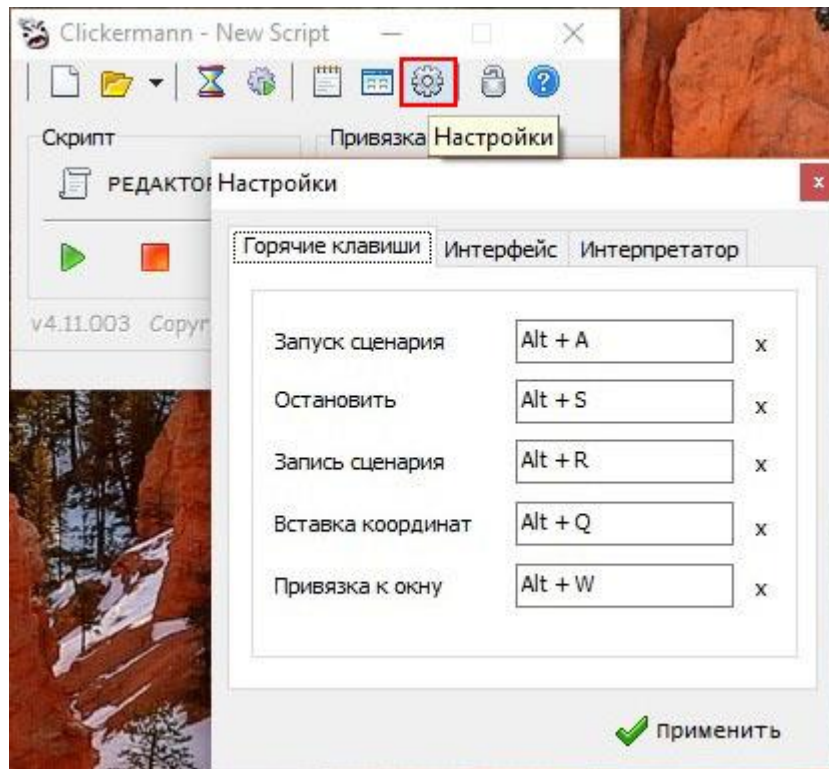 Clickermann - New Script
Скрипт
Привязка
Настройки
РЕДАКТОР
Настройки
Горячие клавиши Интерфейс Интерпретатор
v4.11.003 Copyr
Запуск сценария Alt + A x
Остановить Alt + S x
Запись сценария Alt + R x
Вставка координат Alt + Q x
Привязка к окну Alt + W x
Применить